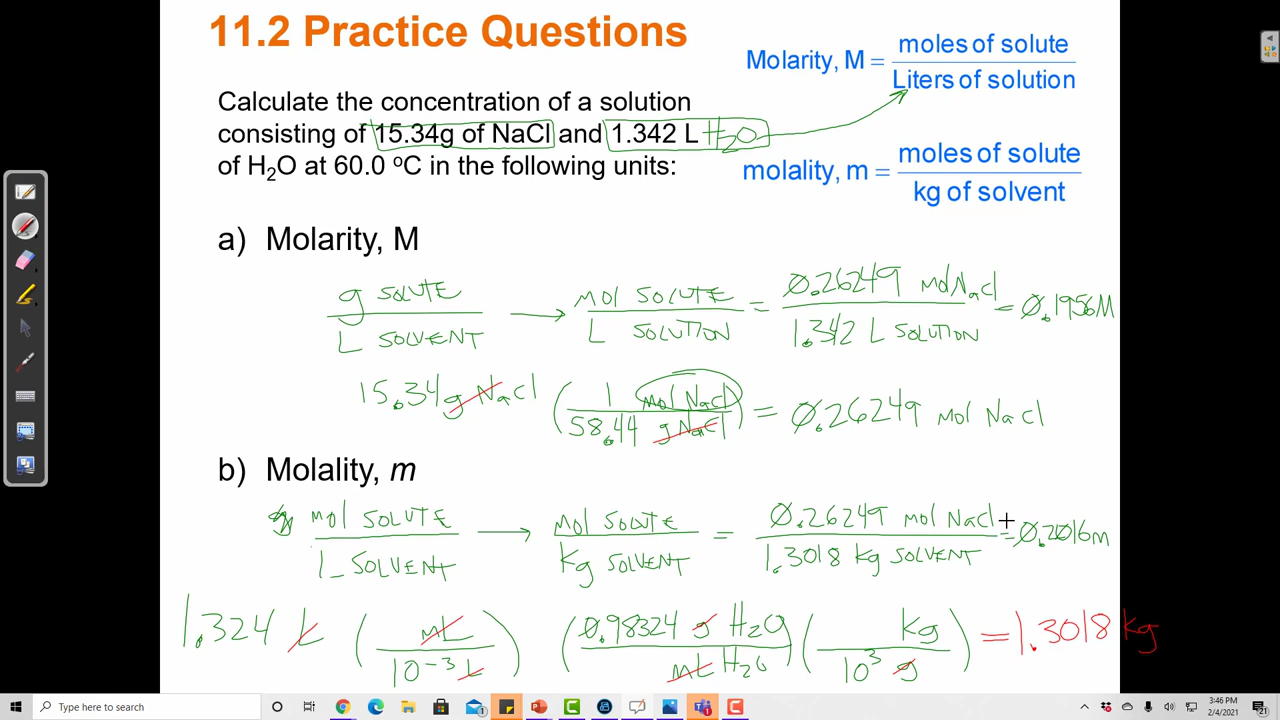 11.2 Practice Questions
Molarity, M = moles of solute / Liters of solution
Calculate the concentration of a solution
consisting of 15.34g of NaCl and 1.342 L H2O
of H2O at 60.0 oC in the following units:
molality, m = moles of solute / kg of solvent
a) Molarity, M
g SOLUTE / L SOLVENT → mol SOLUTE / L SOLUTION = 0.26249 mol NaCl / 1.342 L SOLUTION = 0.1956M
15.34g NaCl (1 mol NaCl / 58.44 g NaCl) = 0.26249 mol NaCl
b) Molality, m
mol SOLUTE / L SOLVENT → mol SOLUTE / Kg SOLVENT = 0.26249 mol NaCl / 1.3018 kg SOLVENT = 0.2016m
1.324 L (mL / 10^-3 L) (0.98324 g H2O / mL H2O) (kg / 10^3 g) = 1.3018 kg
Type here to search
1
1
3:46 PM
2/4/2021
21